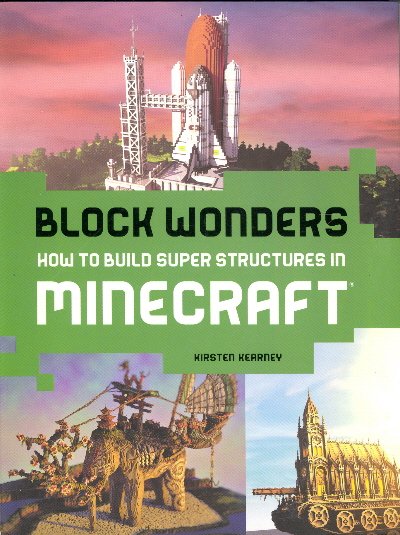 BLOCK WONDERS
HOW TO BUILD SUPER STRUCTURES IN
MINECRAFT®
KIRSTEN KEARNEY